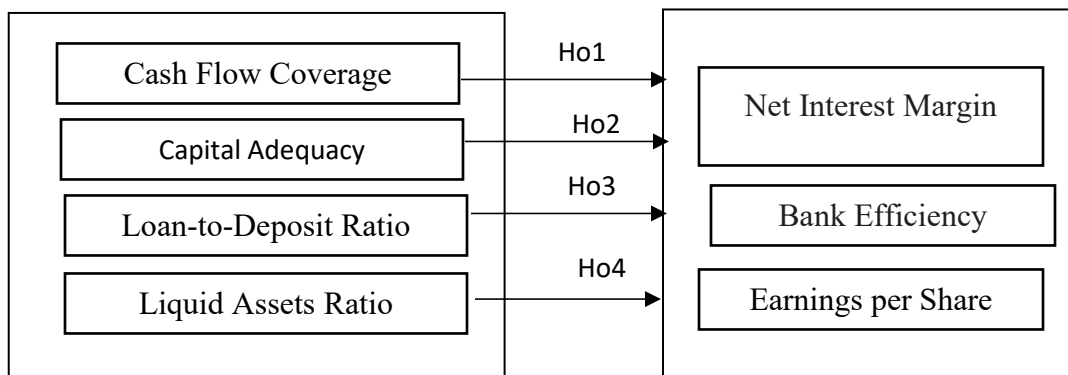 Cash Flow Coverage
Capital Adequacy
Loan-to-Deposit Ratio
Liquid Assets Ratio
Ho1
Ho2
Ho3
Ho4
Net Interest Margin
Bank Efficiency
Earnings per Share